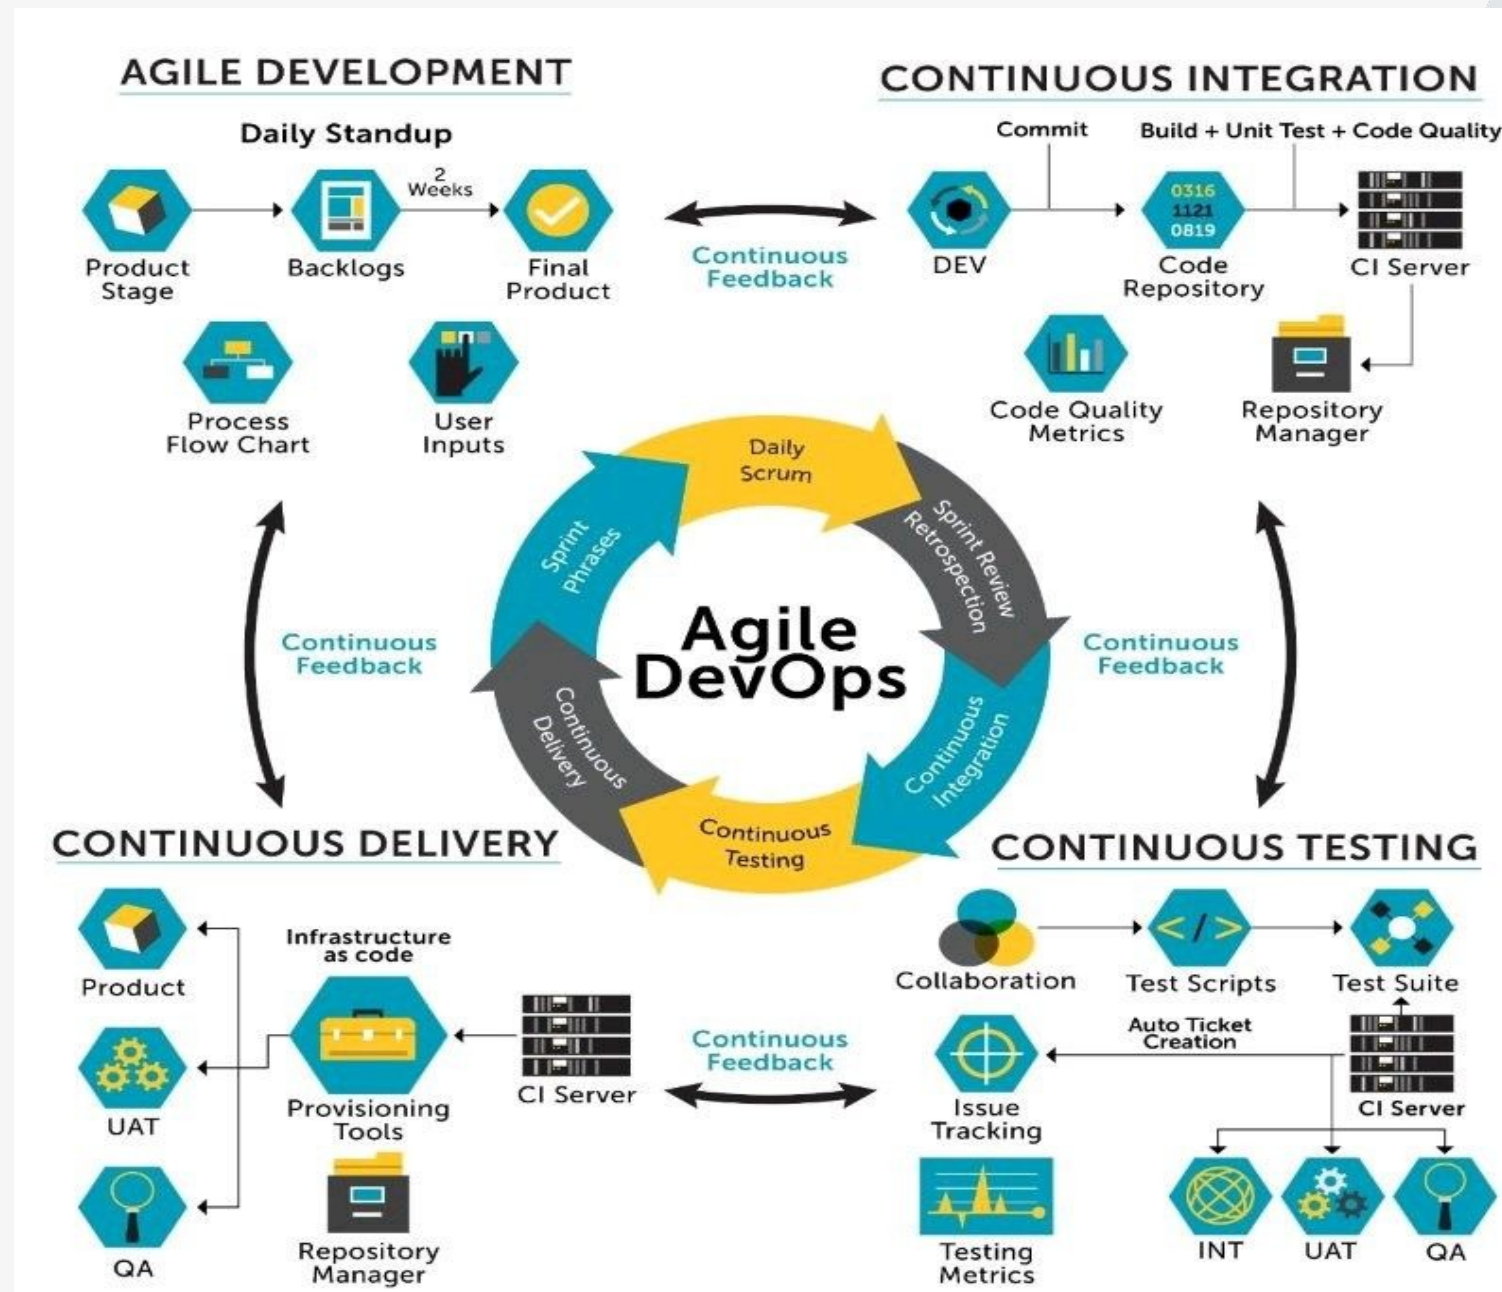 AGILE DEVELOPMENT
Daily Standup
2
Weeks
Product
Stage
Backlogs
Final
Product
Process
Flow Chart
User
Inputs
Continuous
Feedback
CONTINUOUS INTEGRATION
Commit
Build + Unit Test + Code Quality
0316
1121
0819
DEV
Code
Repository
CI Server
Code Quality
Metrics
Repository
Manager
Daily
Scrum
Sprint Review
Retrospection
Continuous
Integration
Continuous
Testing
Continuous
Delivery
Sprint
phrases
Agile
DevOps
Continuous
Feedback
Continuous
Feedback
CONTINUOUS DELIVERY
Product
UAT
QA
Infrastructure
as code
Provisioning
Tools
CI Server
Repository
Manager
Continuous
Feedback
CONTINUOUS TESTING
Collaboration
</>
Test Scripts
Test Suite
Auto Ticket
Creation
Issue
Tracking
CI Server
Testing
Metrics
INT
UAT
QA